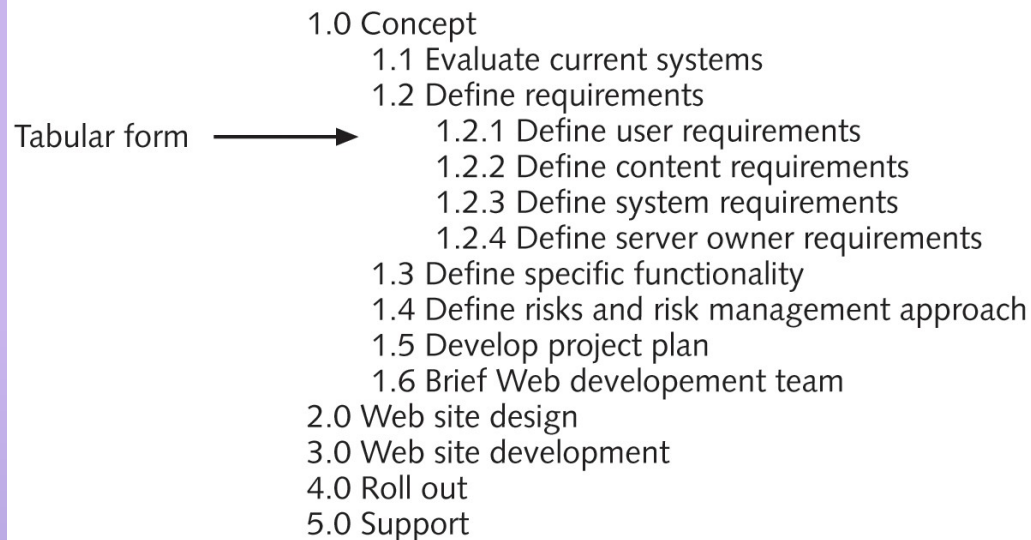 1.0 Concept
1.1 Evaluate current systems
1.2 Define requirements
Tabular form
1.2.1 Define user requirements
1.2.2 Define content requirements
1.2.3 Define system requirements
1.2.4 Define server owner requirements
1.3 Define specific functionality
1.4 Define risks and risk management approach
1.5 Develop project plan
1.6 Brief Web developement team
2.0 Web site design
3.0 Web site development
4.0 Roll out
5.0 Support